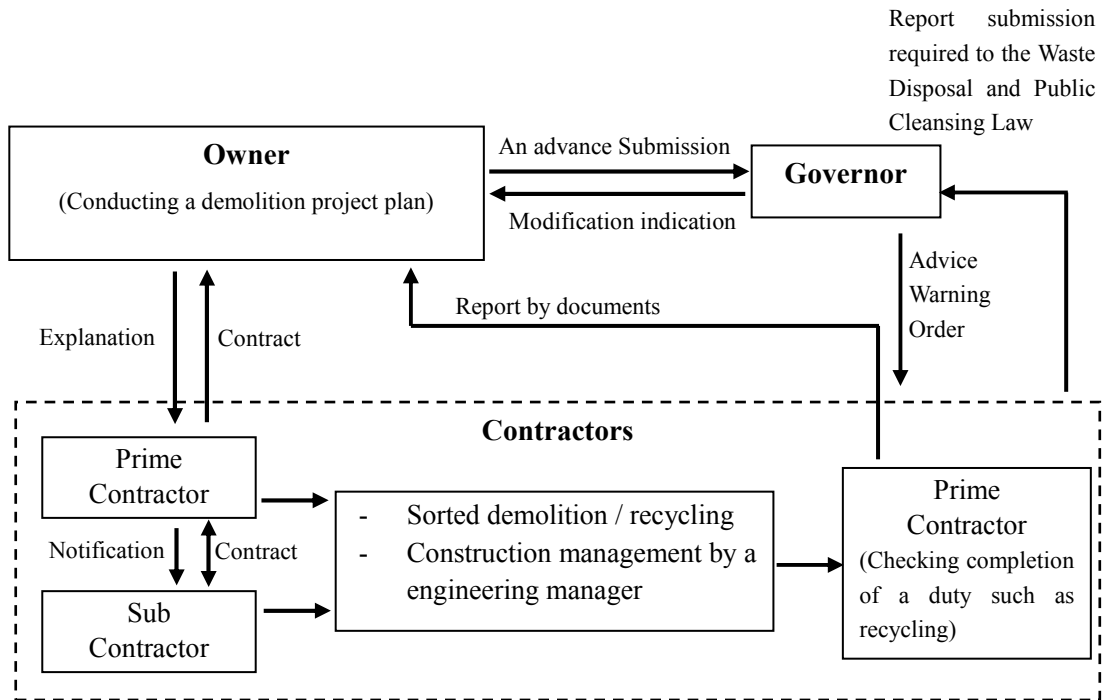 Report submission
required to the Waste
Disposal and Public
Cleansing Law
Owner
(Conducting a demolition project plan)
An advance Submission
Governor
Modification indication
Advice
Warning
Order
Report by documents
Explanation
Contract
Contractors
Prime
Contractor
Notification
Contract
Sub
Contractor
- Sorted demolition / recycling
- Construction management by a
engineering manager
Prime
Contractor
(Checking completion
of a duty such as
recycling)